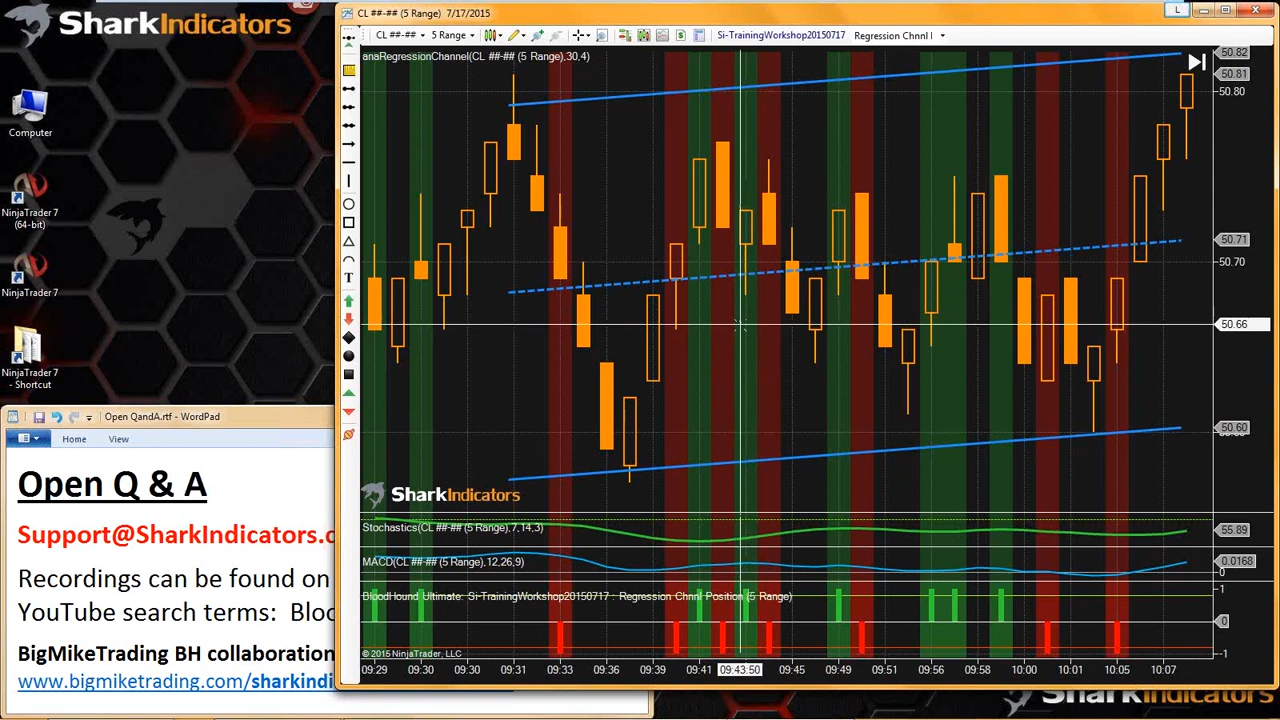 SharkIndicators
Computer
NinjaTrader 7
(64-bit)
NinjaTrader 7
NinjaTrader 7
- Shortcut
CL ##-## (5 Range) 7/17/2015
L
CL ##-## 5 Range Si-TrainingWorkshop20150717 Regression Chnnl I
anaRegressionChannel(CL ##-## (5 Range),30,4)
50.82
50.81
50.80
50.71
50.70
50.66
50.60
T
SharkIndicators
Stochastics(CL ##-## (5 Range),7,14,3)
55.89
MACD(CL ##-## (5 Range),12,26,9)
0.0168
0
BloodHound Ultimate: Si-TrainingWorkshop20150717 : Regression Chnnl Position (5 Range)
1
0
-1
© 2015 NinjaTrader, LLC
09:29 09:30 09:30 09:31 09:33 09:36 09:39 09:41 09:43:50 09:45 09:49 09:51 09:56 09:58 10:00 10:01 10:05 10:07
Open QandA.rtf - WordPad
Home View
Open Q & A
Support@SharkIndicators.c
Recordings can be found on
YouTube search terms: Bloo
BigMikeTrading BH collaboration
www.bigmiketrading.com/sharkindi
SharkIndicators